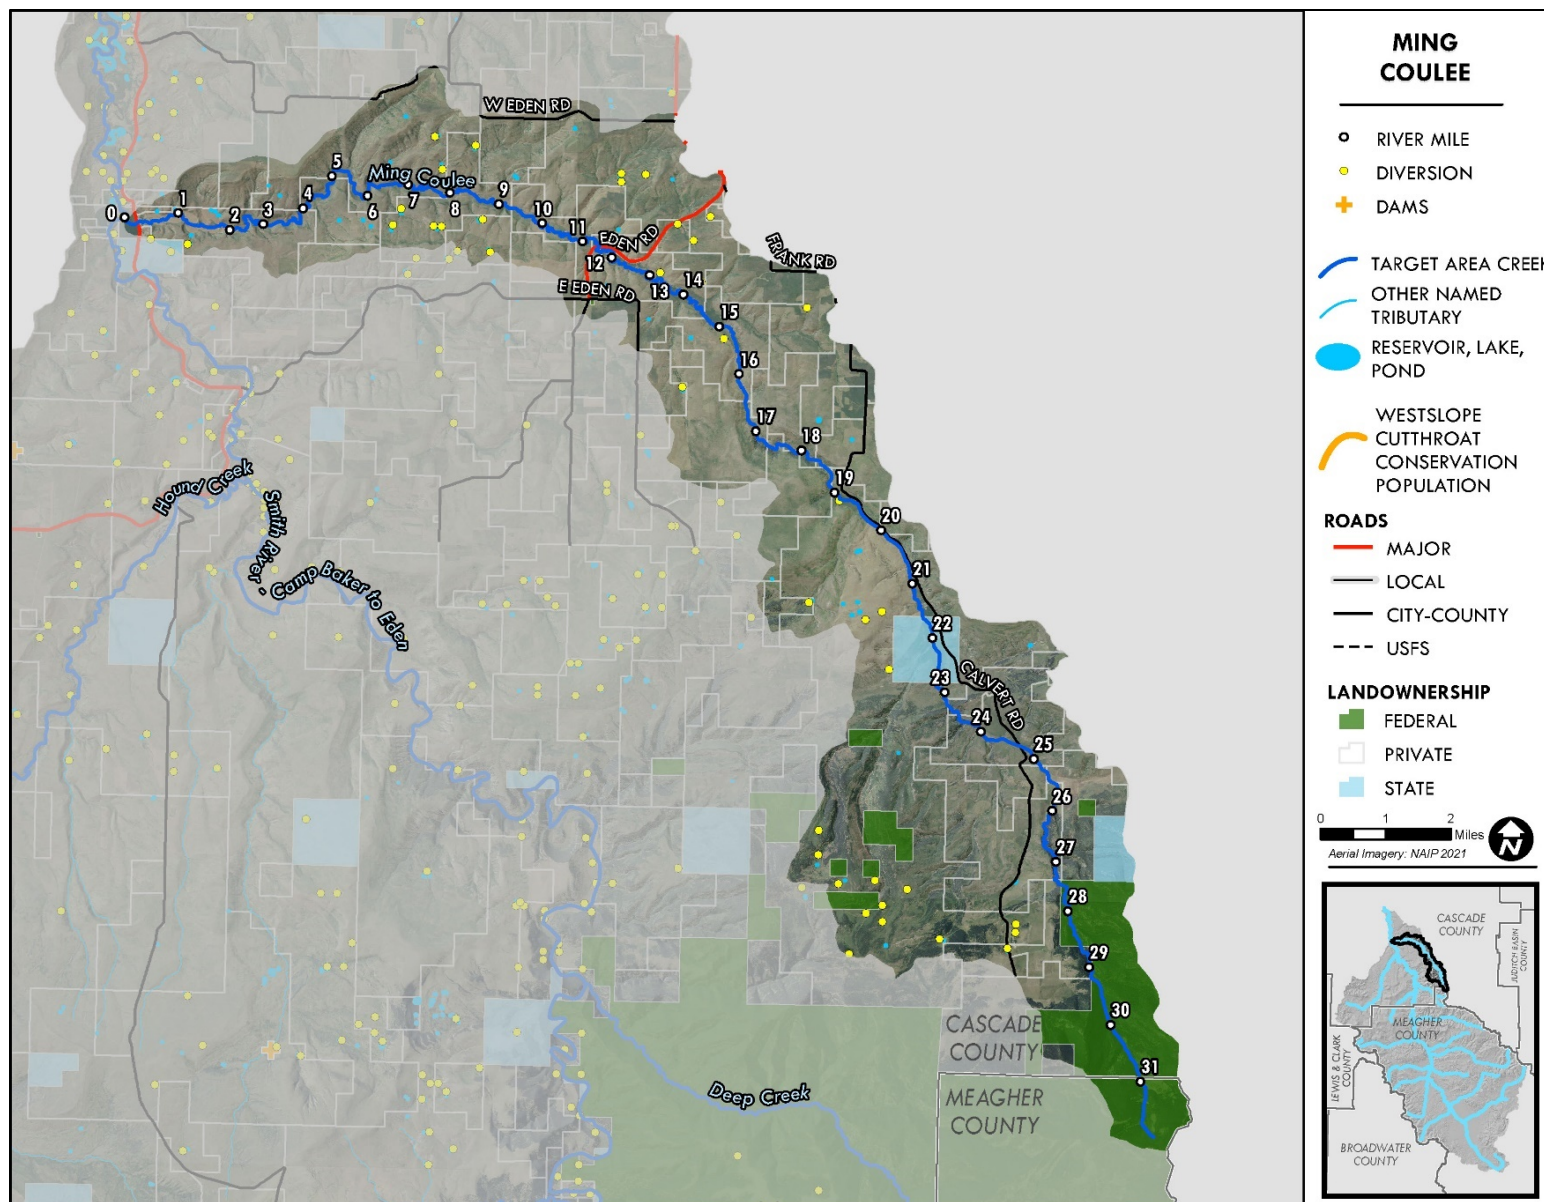 W EDEN RD
Ming Coulee
0
1
2
3
4
5
6
7
8
9
10
11
12
13
14
15
16
17
18
19
20
21
22
23
24
25
26
27
28
29
30
31
EDEN RD
E EDEN RD
FRANK RD
CALVERT RD
Hound Creek
Smith River - Camp Baker to Eden
Deep Creek
CASCADE
COUNTY
MEAGHER
COUNTY
MING
COULEE
RIVER MILE
DIVERSION
DAMS
TARGET AREA CREEK
OTHER NAMED
TRIBUTARY
RESERVOIR, LAKE,
POND
WESTSLOPE
CUTTHROAT
CONSERVATION
POPULATION
ROADS
MAJOR
LOCAL
CITY-COUNTY
USFS
LANDOWNERSHIP
FEDERAL
PRIVATE
STATE
0 1 2
Miles
N
Aerial Imagery: NAIP 2021
CASCADE
COUNTY
JUDITCH BASIN
COUNTY
MEAGHER
COUNTY
LEWIS & CLARK
COUNTY
BROADWATER
COUNTY